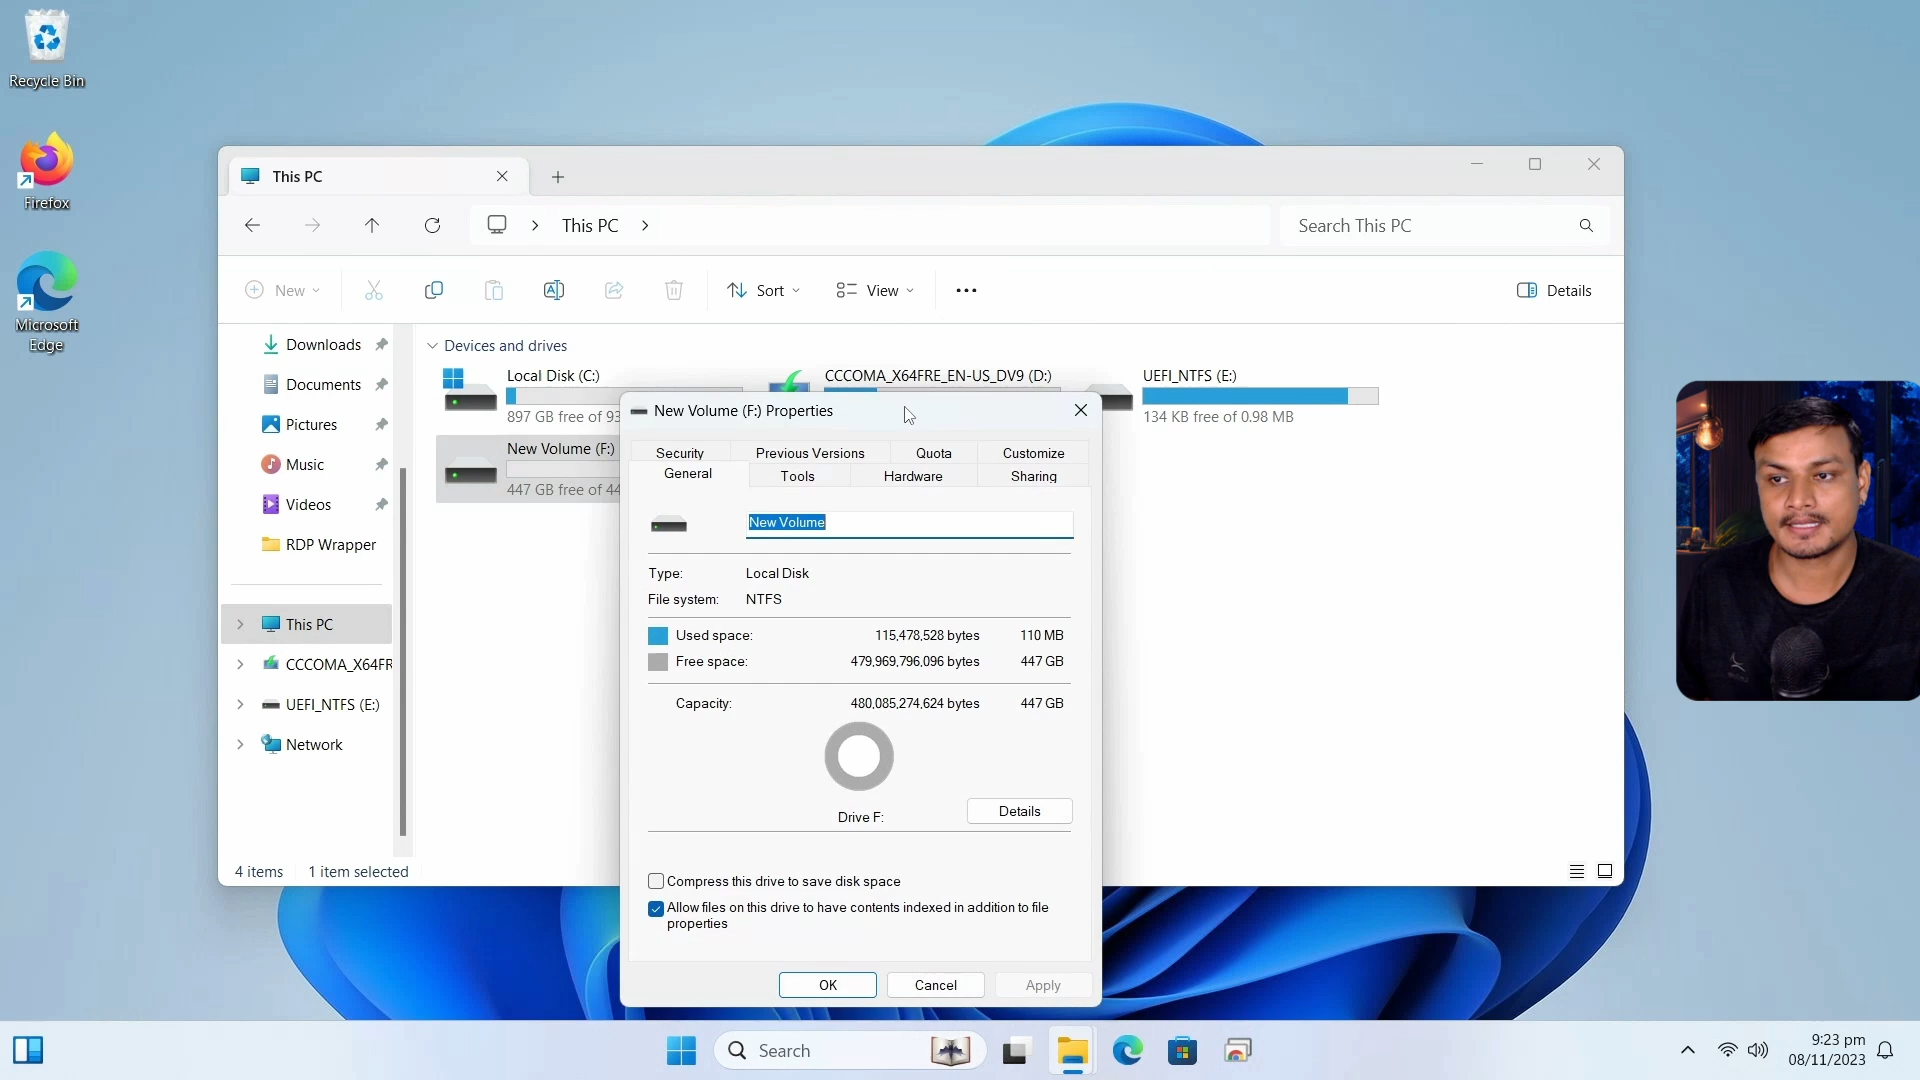 Recycle Bin
Firefox
Microsoft
Edge
This PC
This PC
Search This PC
New
Sort
View
Details
Downloads
Documents
Pictures
Music
Videos
RDP Wrapper
This PC
CCCOMA_X64FR
UEFI_NTFS (E:)
Network
Devices and drives
Local Disk (C:)
897 GB free of 93
CCCOMA_X64FRE_EN-US_DV9 (D:)
UEFI_NTFS (E:)
134 KB free of 0.98 MB
New Volume (F:)
447 GB free of 44
New Volume (F:) Properties
Security
Previous Versions
Quota
Customize
General
Tools
Hardware
Sharing
New Volume
Type: Local Disk
File system: NTFS
Used space: 115,478,528 bytes 110 MB
Free space: 479,969,796,096 bytes 447 GB
Capacity: 480,085,274,624 bytes 447 GB
Drive F:
Details
Compress this drive to save disk space
Allow files on this drive to have contents indexed in addition to file
properties
OK
Cancel
Apply
4 items
1 item selected
Search
9:23 pm
08/11/2023